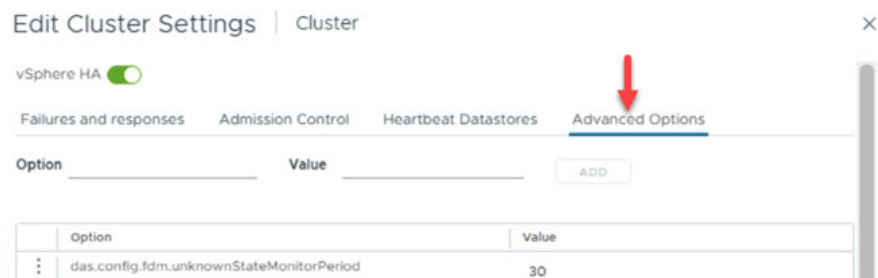 Edit Cluster Settings | Cluster
vSphere HA
Failures and responses Admission Control Heartbeat Datastores Advanced Options
Option Value ADD
Option Value
das.config.fdm.unknownStateMonitorPeriod 30